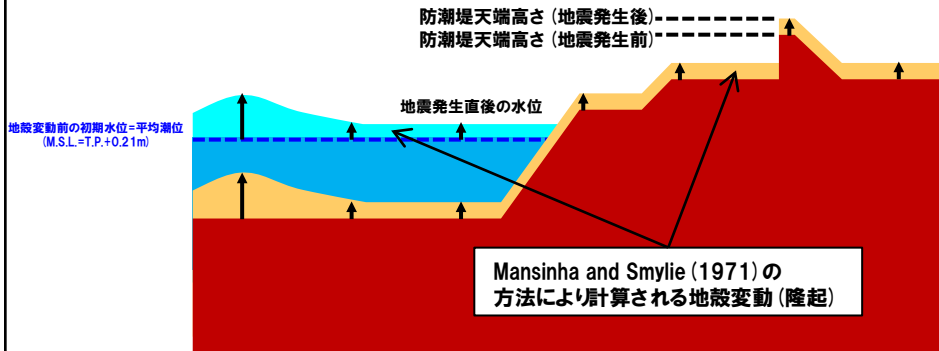 防潮堤天端高さ(地震発生後)
防潮堤天端高さ(地震発生前)
地震発生直後の水位
地殻変動前の初期水位=平均潮位
(M.S.L.=T.P.+0.21m)
Mansinha and Smylie(1971)の
方法により計算される地殻変動(隆起)